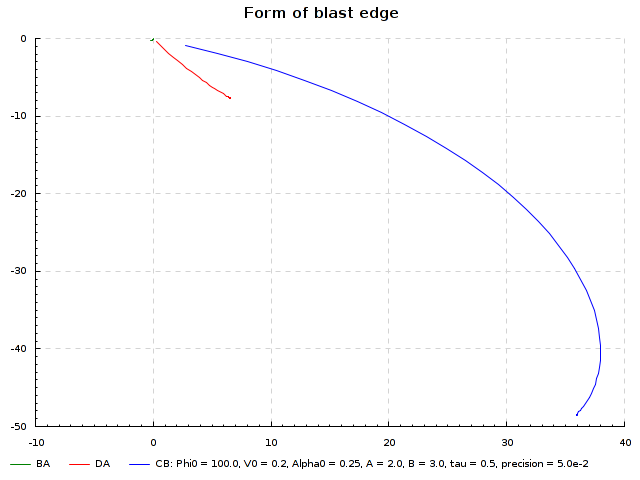 Form of blast edge
0
-10
-20
-30
-40
-50
-10 0 10 20 30 40
BA DA CB: Phi0 = 100.0, V0 = 0.2, Alpha0 = 0.25, A = 2.0, B = 3.0, tau = 0.5, precision = 5.0e-2